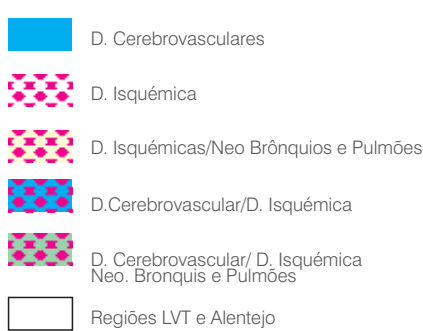 D. Cerebrovasculares
D. Isquémica
D. Isquémicas/Neo Brônquios e Pulmões
D.Cerebrovascular/D. Isquémica
D. Cerebrovascular/ D. Isquémica
Neo. Bronquis e Pulmões
Regiões LVT e Alentejo